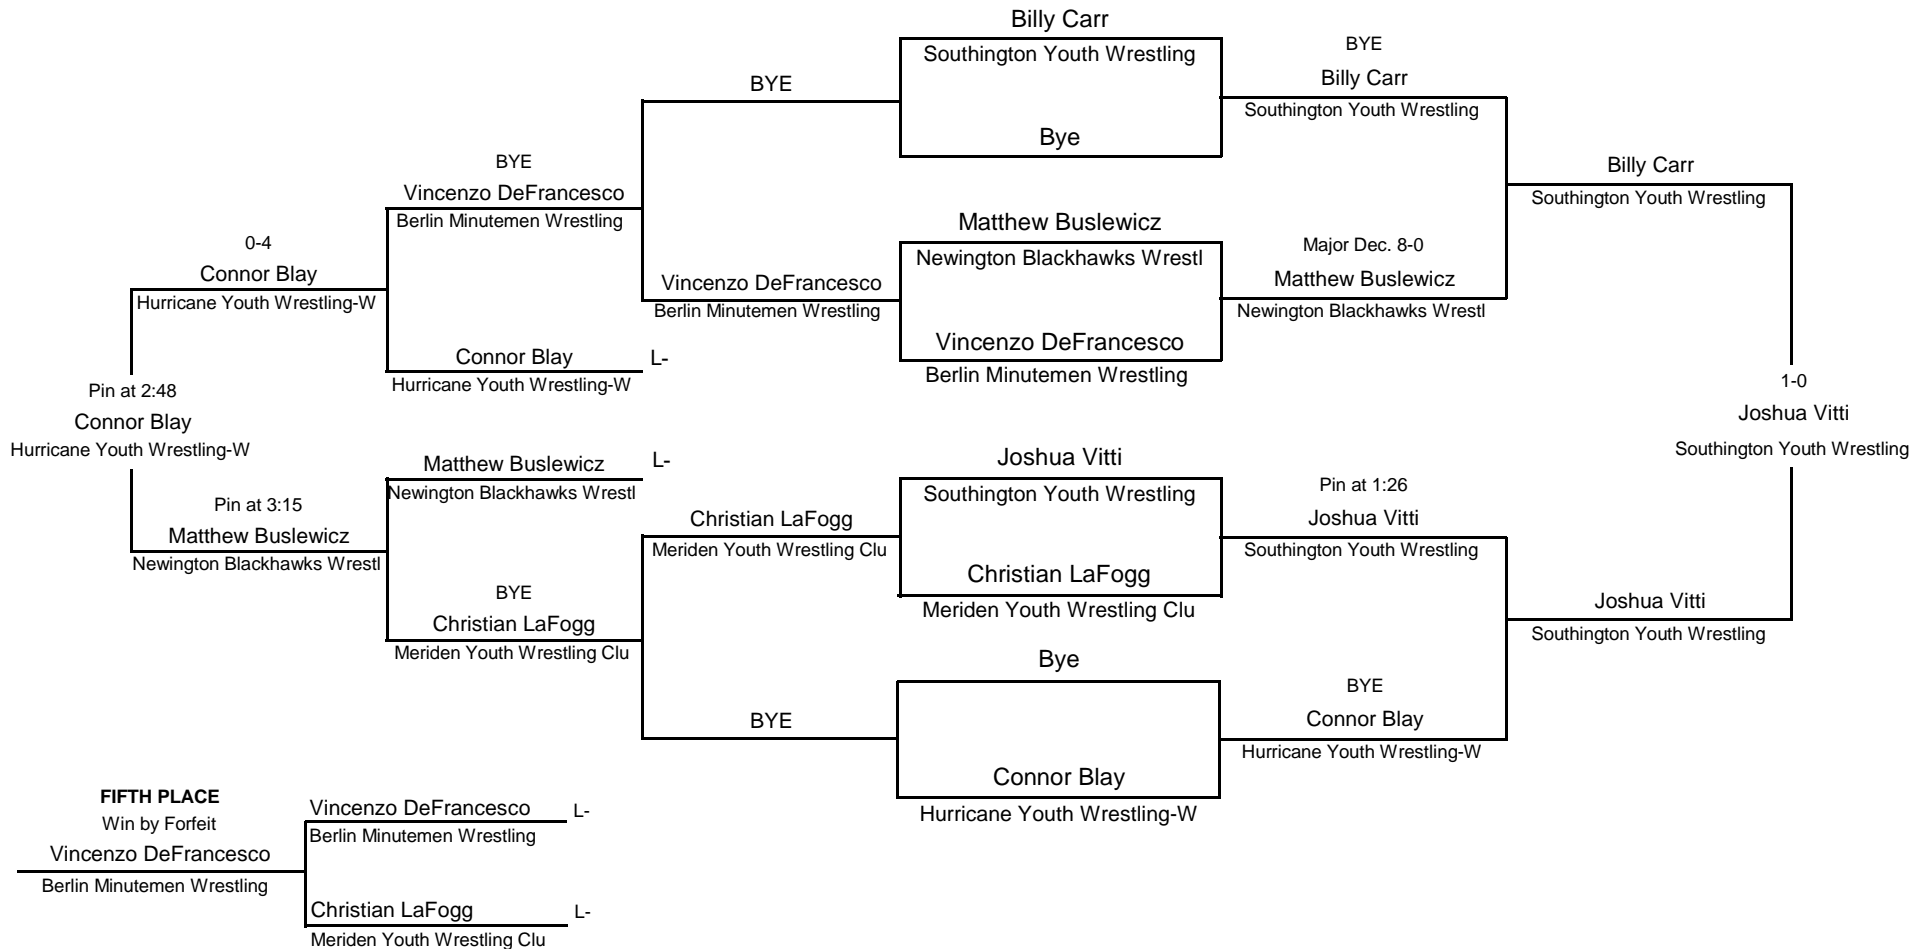 Billy Carr
Southington Youth Wrestling
Bye
BYE
Billy Carr
Southington Youth Wrestling
BYE
BYE
Vincenzo DeFrancesco
Berlin Minutemen Wrestling
Billy Carr
Southington Youth Wrestling
0-4
Connor Blay
Hurricane Youth Wrestling-W
Vincenzo DeFrancesco
Berlin Minutemen Wrestling
Matthew Buslewicz
Newington Blackhawks Wrestl
Vincenzo DeFrancesco
Berlin Minutemen Wrestling
Major Dec. 8-0
Matthew Buslewicz
Newington Blackhawks Wrestl
Connor Blay L-
Hurricane Youth Wrestling-W
Pin at 2:48
Connor Blay
Hurricane Youth Wrestling-W
1-0
Joshua Vitti
Southington Youth Wrestling
Matthew Buslewicz L-
Newington Blackhawks Wrestl
Pin at 3:15
Matthew Buslewicz
Newington Blackhawks Wrestl
Christian LaFogg
Meriden Youth Wrestling Clu
Joshua Vitti
Southington Youth Wrestling
Christian LaFogg
Meriden Youth Wrestling Clu
Pin at 1:26
Joshua Vitti
Southington Youth Wrestling
BYE
Christian LaFogg
Meriden Youth Wrestling Clu
Joshua Vitti
Southington Youth Wrestling
BYE
Bye
Connor Blay
Hurricane Youth Wrestling-W
BYE
Connor Blay
Hurricane Youth Wrestling-W
FIFTH PLACE
Win by Forfeit
Vincenzo DeFrancesco
Berlin Minutemen Wrestling
Vincenzo DeFrancesco L-
Berlin Minutemen Wrestling
Christian LaFogg L-
Meriden Youth Wrestling Clu